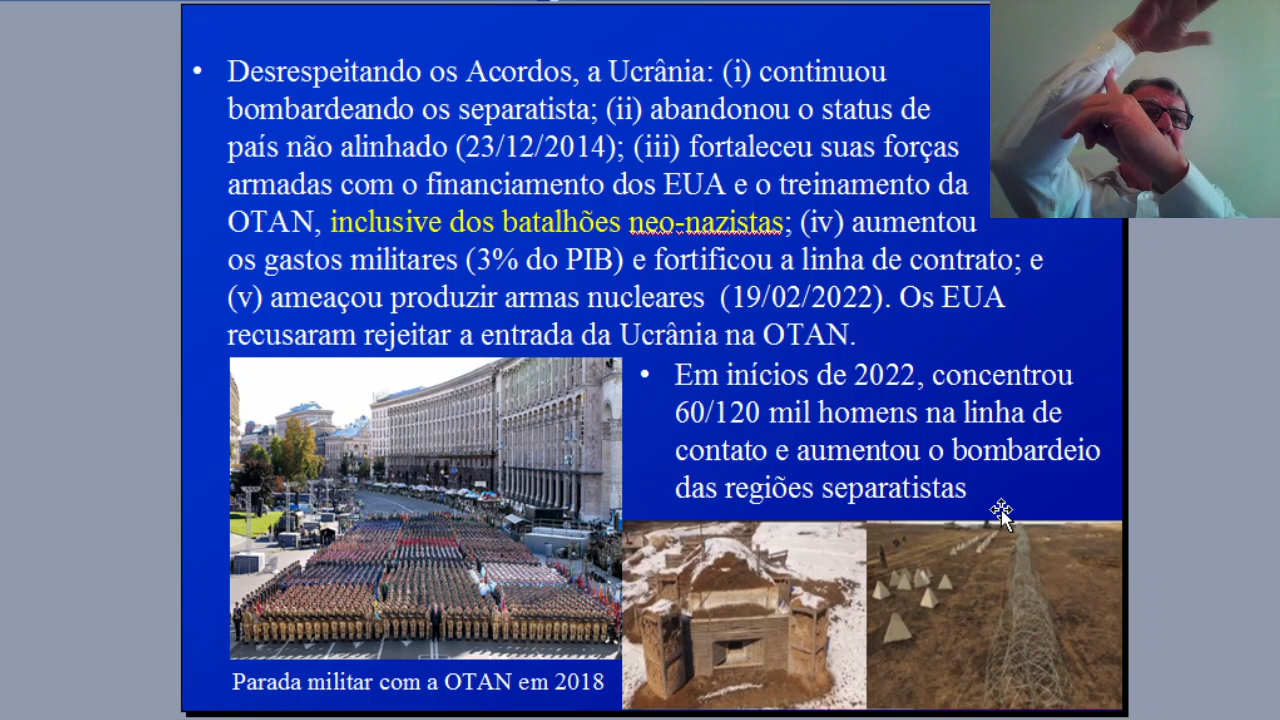 • Desrespeitando os Acordos, a Ucrânia: (i) continuou
bombardeando os separatista; (ii) abandonou o status de
país não alinhado (23/12/2014); (iii) fortaleceu suas forças
armadas com o financiamento dos EUA e o treinamento da
OTAN, inclusive dos batalhões neo-nazistas; (iv) aumentou
os gastos militares (3% do PIB) e fortificou a linha de contrato; e
(v) ameaçou produzir armas nucleares (19/02/2022). Os EUA
recusaram rejeitar a entrada da Ucrânia na OTAN.
• Em inícios de 2022, concentrou
60/120 mil homens na linha de
contato e aumentou o bombardeio
das regiões separatistas
Parada militar com a OTAN em 2018